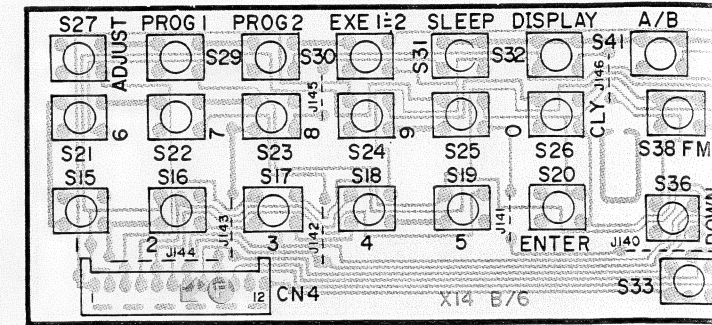 S27 PROG 1 PROG 2 EXE 1÷2 SLEEP DISPLAY A/B
ADJUST S29 S30 S31 S32 S41
J145 J146
6 7 8 9 0 CLY
S21 S22 S23 S24 S25 S26 S38 FM
S15 S16 S17 S18 S19 S20 S36
J143 J142 J141 DOWN
2 3 4 5 ENTER J140
J144
S33
12 CN4 X14 B/6